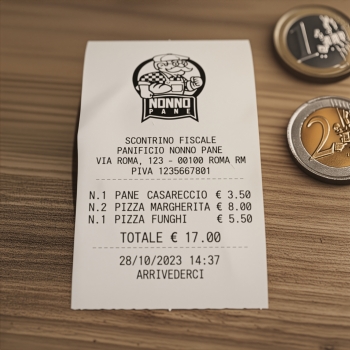 NONNO
PANE
SCONTRINO FISCALE
PANIFICIO NONNO PANE
VIA ROMA, 123 - 00100 ROMA RM
PIVA 1235667801
N.1 PANE CASARECCIO € 3.50
N.2 PIZZA MARGHERITA € 8.00
N.1 PIZZA FUNGHI € 5.50
TOTALE € 17.00
28/10/2023 14:37
ARRIVEDERCI
1
2